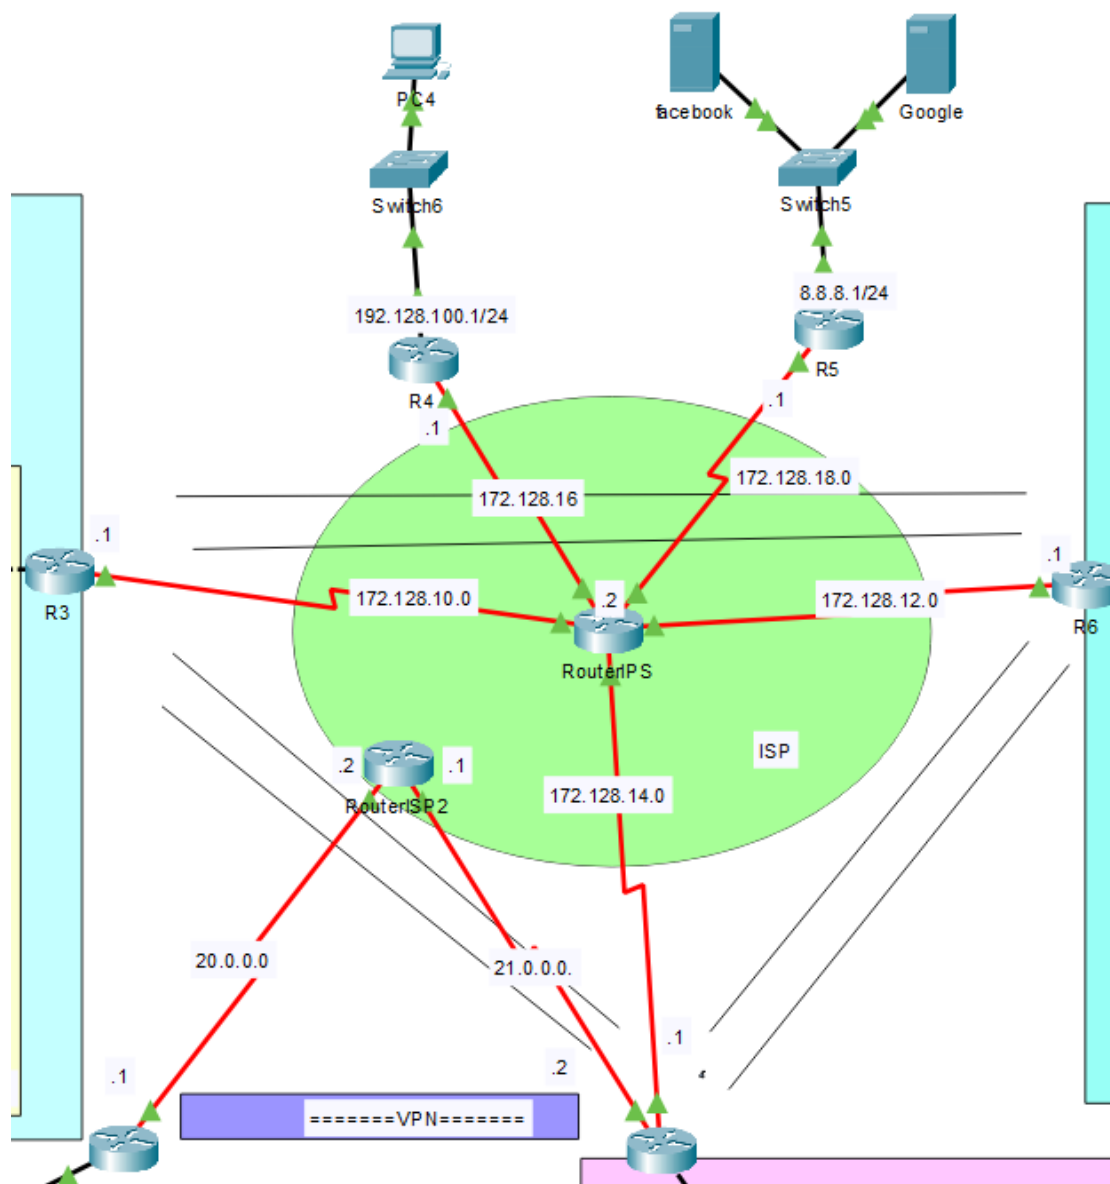 PC4
facebook
Google
Switch6
Switch5
192.128.100.1/24
8.8.8.1/24
R4
R5
.1
.1
172.128.16
172.128.18.0
.1
.1
R3
172.128.10.0
.2
172.128.12.0
R6
RouterIPS
ISP
.2
.1
RouterISP2
172.128.14.0
20.0.0.0
21.0.0.0.
.1
.1
.2
=======VPN=======